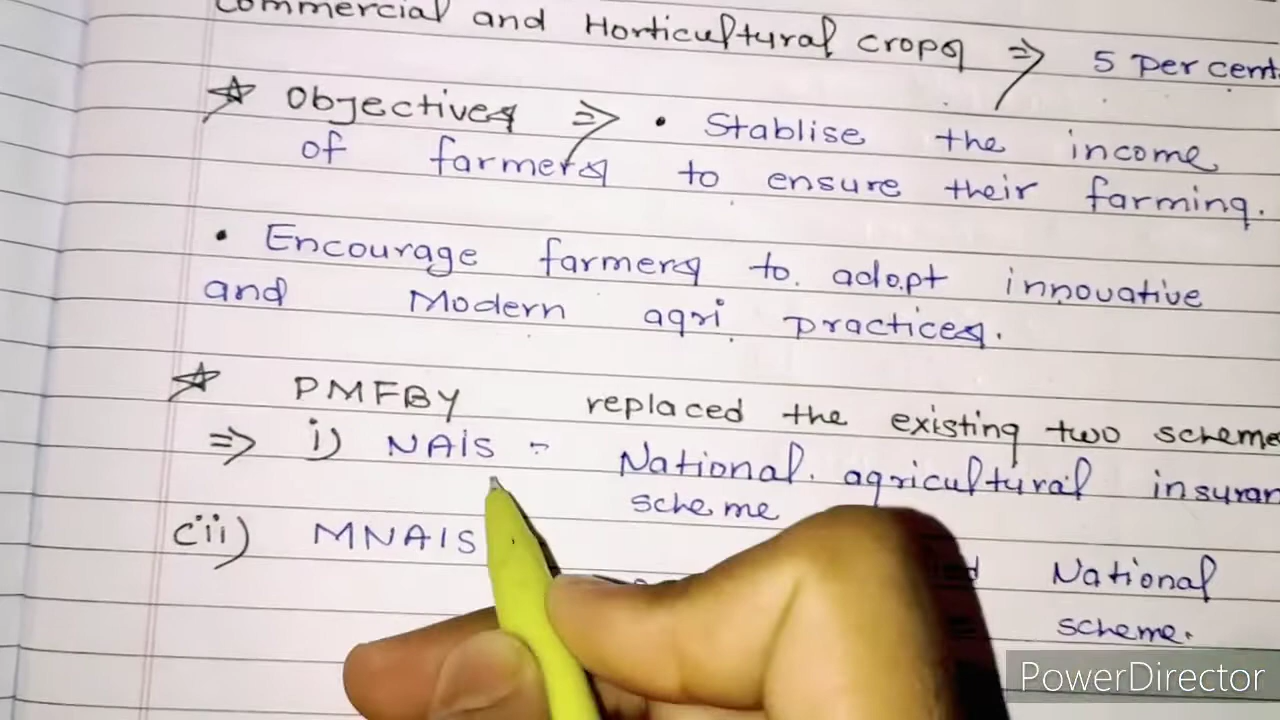 Commercial and Horticultural crops ⇒ 5 per cent
☆ Objectives ⇒ • Stablise the income
of farmers to ensure their farming.
• Encourage farmers to adopt innovative
and Modern agri practices.
☆ PMFBY replaced the existing two scheme
⇒ i) NAIS :- National agricultural insuran
scheme
(ii) MNAIS National
scheme.
PowerDirector